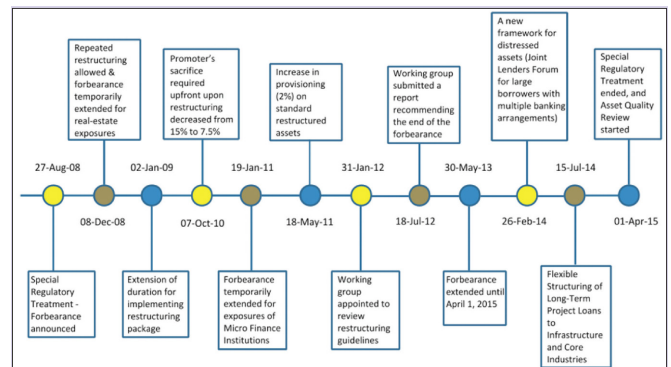 Repeated
restructuring
allowed &
forbearance
temporarily
extended for
real-estate
exposures
Promoter's
sacrifice
required
upfront upon
restructuring
decreased from
15% to 7.5%
Increase in
provisioning
(2%) on
standard
restructured
assets
Working group
submitted a
report
recommending
the end of the
forbearance
A new
framework for
distressed
assets (Joint
Lenders Forum
for large
borrowers with
multiple banking
arrangements)
Special
Regulatory
Treatment
ended, and
Asset Quality
Review
started
27-Aug-08
02-Jan-09
19-Jan-11
31-Jan-12
30-May-13
15-Jul-14
08-Dec-08
07-Oct-10
18-May-11
18-Jul-12
26-Feb-14
01-Apr-15
Special
Regulatory
Treatment -
Forbearance
announced
Extension of
duration for
implementing
restructuring
package
Forbearance
temporarily
extended for
exposures of
Micro Finance
Institutions
Working
group
appointed to
review
restructuring
guidelines
Forbearance
extended until
April 1, 2015
Flexible
Structuring of
Long-Term
Project Loans
to
Infrastructure
and Core
Industries